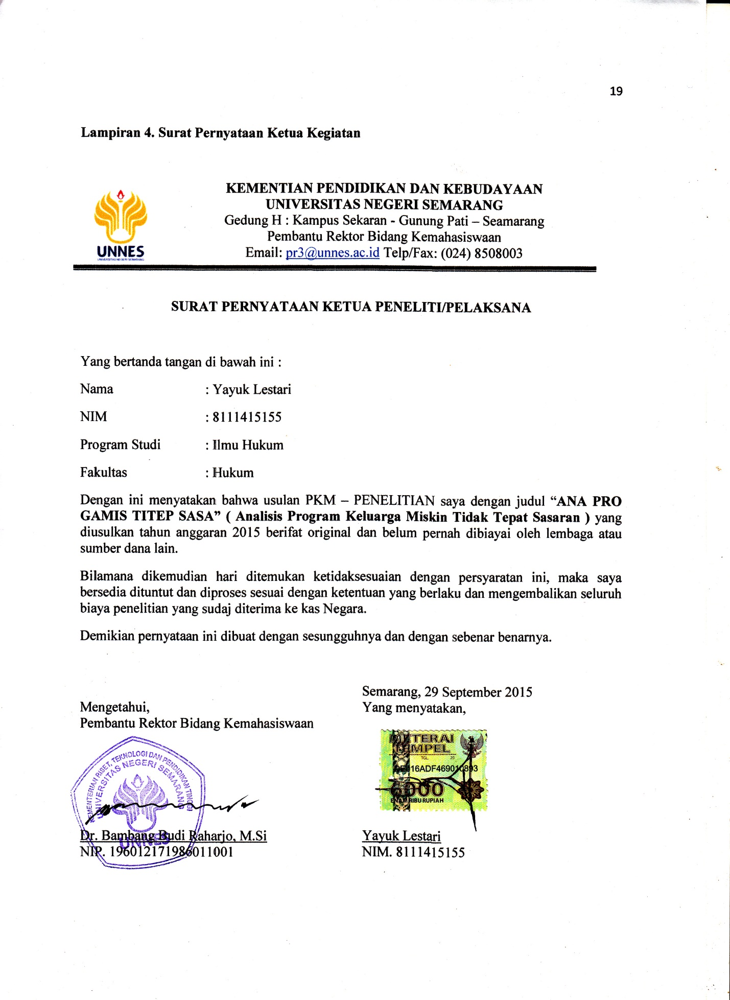 19
Lampiran 4. Surat Pernyataan Ketua Kegiatan
KEMENTIAN PENDIDIKAN DAN KEBUDAYAAN
UNIVERSITAS NEGERI SEMARANG
Gedung H : Kampus Sekaran - Gunung Pati – Seamarang
Pembantu Rektor Bidang Kemahasiswaan
Email: pr3@unnes.ac.id Telp/Fax: (024) 8508003
UNNES
UNIVERSITAS NEGERI SEMARANG
SURAT PERNYATAAN KETUA PENELITI/PELAKSANA
Yang bertanda tangan di bawah ini :
Nama : Yayuk Lestari
NIM : 8111415155
Program Studi : Ilmu Hukum
Fakultas : Hukum
Dengan ini menyatakan bahwa usulan PKM – PENELITIAN saya dengan judul “ANA PRO
GAMIS TITEP SASA” ( Analisis Program Keluarga Miskin Tidak Tepat Sasaran ) yang
diusulkan tahun anggaran 2015 berifat original dan belum pernah dibiayai oleh lembaga atau
sumber dana lain.
Bilamana dikemudian hari ditemukan ketidaksesuaian dengan persyaratan ini, maka saya
bersedia dituntut dan diproses sesuai dengan ketentuan yang berlaku dan mengembalikan seluruh
biaya penelitian yang sudaj diterima ke kas Negara.
Demikian pernyataan ini dibuat dengan sesungguhnya dan dengan sebenar benarnya.
Semarang, 29 September 2015
Mengetahui,
Yang menyatakan,
Pembantu Rektor Bidang Kemahasiswaan
KEMENTERIAN RISET, TEKNOLOGI DAN PENDIDIKAN TINGGI
UNIVERSITAS NEGERI SEMARANG
UNNES
METERAI
TEMPEL
TGL. 20
16ADF469010893
6000
ENAM RIBU RUPIAH
Dr. Bambang Budi Raharjo, M.Si
NIP. 196012171986011001
Yayuk Lestari
NIM. 8111415155